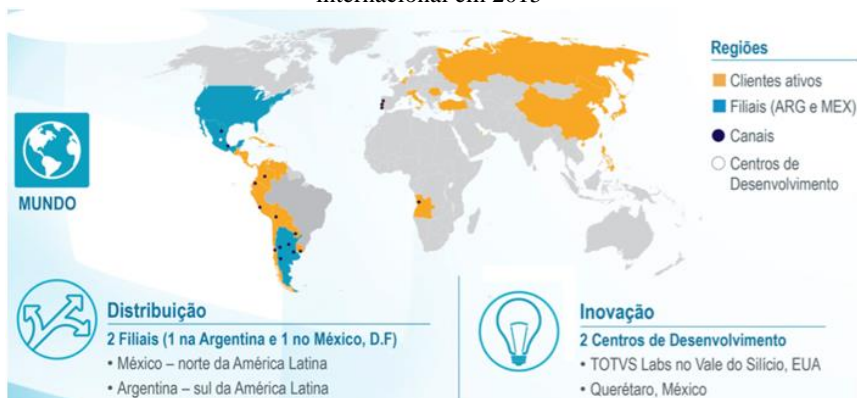 internacional em 2013
Regiões
Clientes ativos
Filiais (ARG e MEX)
Canais
Centros de
Desenvolvimento
MUNDO
Distribuição
2 Filiais (1 na Argentina e 1 no México, D.F)
• México – norte da América Latina
• Argentina – sul da América Latina
Inovação
2 Centros de Desenvolvimento
• TOTVS Labs no Vale do Silício, EUA
• Querétaro, México